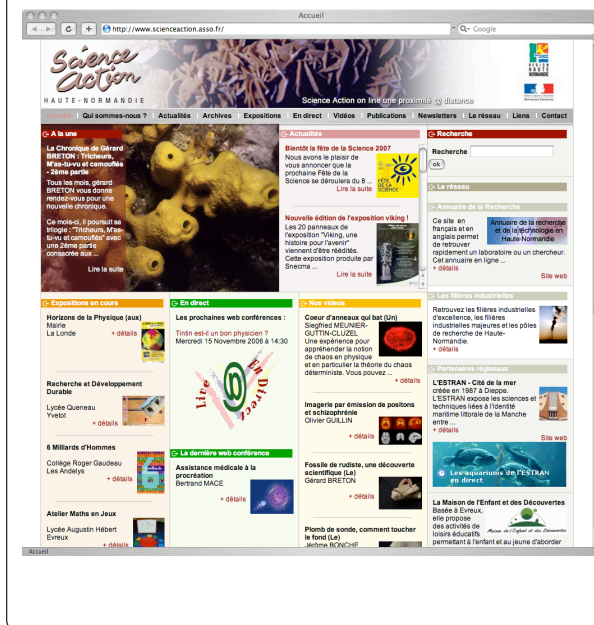 Accueil
http://www.scienceaction.asso.fr/
Google
Science
Action
HAUTE-NORMANDIE
Science Action on line une proximité @ distance
RÉGION
HAUTE
NORMANDIE
Accueil
Qui sommes-nous ?
Actualités
Archives
Expositions
En direct
Vidéos
Publications
Newsletters
Le réseau
Liens
Contact
A la une
La Chronique de Gérard
BRETON : Tricheurs,
M'as-tu-vu et camouflés
- 2ème partie
Tous les mois, gérard
BRETON vous donne
rendez-vous pour une
nouvelle chronique.
Ce mois-ci, il poursuit sa
trilogie : "Tricheurs, M'as-
tu-vu et camouflés" avec
une 2ème partie
consacrée aux ...
Lire la suite
Actualités
Bientôt la fête de la Science 2007
Nous avons le plaisir de
vous annoncer que la
prochaine Fête de la
Science se déroulera du 8 ...
Lire la suite
FÊTE
DE LA
SCIENCE
Nouvelle édition de l'exposition viking !
Les 20 panneaux de
l'exposition "Viking, une
histoire pour l'avenir"
viennent d'être réédités.
Cette exposition produite par
Snecma ...
Lire la suite
Recherche
Recherche
ok
Le réseau
Annuaire de la Recherche
Ce site en
français et en
anglais permet
de retrouver
rapidement un laboratoire ou un chercheur.
Cet annuaire en ligne ...
+ détails
Site web
Annuaire de la recherche
et de la technologie en
Haute-Normandie
Les filières industrielles
Retrouvez les filières industrielles
d'excellence, les filières
industrielles majeures et les pôles
de recherche de Haute-
Normandie.
+ détails
Partenaires régionaux
L'ESTRAN - Cité de la mer
créée en 1987 à Dieppe.
L'ESTRAN expose les sciences et
techniques liées à l'identité
maritime littorale de la Manche
entre ...
+ détails
Site web
Les aquariums de l'ESTRAN
en direct
La Maison de l'Enfant et des Découvertes
Basée à Evreux,
elle propose
des activités de
loisirs éducatifs
permettant à l'enfant et au jeune d'aborder
Maison de l'Enfant et des Découvertes
Expositions en cours
Horizons de la Physique (aux)
Mairie
La Londe
+ détails
Recherche et Développement
Durable
Lycée Queneau
Yvetot
+ détails
6 Milliards d'Hommes
Collège Roger Gaudeau
Les Andelys
+ détails
Atelier Maths en Jeux
Lycée Augustin Hébert
Evreux
+ détails
En direct
Les prochaines web conférences :
Tintin est-il un bon physicien ?
Mercredi 15 Novembre 2006 à 14:30
Live
@
En Direct
La dernière web conférence
Assistance médicale à la
procréation
Bertrand MACE
+ détails
Nos videos
Coeur d'anneaux qui bat (Un)
Siegfried MEUNIER-
GUTTIN-CLUZEL
Une expérience pour
appréhender la notion
de chaos en physique
et en particulier la théorie du chaos
déterministe. Vous pouvez ...
+ détails
Imagerie par émission de positons
et schizophrénie
Olivier GUILLIN
+ détails
Fossile de rudiste, une découverte
scientifique (Le)
Gérard BRETON
+ détails
Plomb de sonde, comment toucher
le fond (Le)
Jérôme BONCHE
Accueil